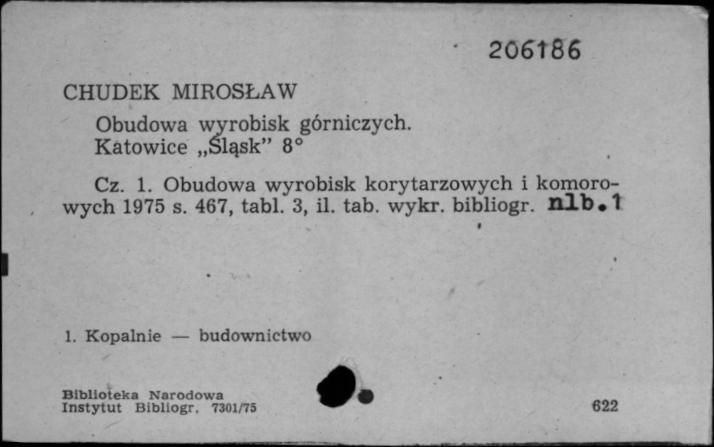 206186
CHUDEK MIROSŁAW
Obudowa wyrobisk górniczych.
Katowice „Śląsk” 8°
Cz. 1. Obudowa wyrobisk korytarzowych i komoro-
wych 1975 s. 467, tabl. 3, il. tab. wykr. bibliogr. nlb.1
1. Kopalnie — budownictwo
Biblioteka Narodowa
Instytut Bibliogr. 7301/75
622